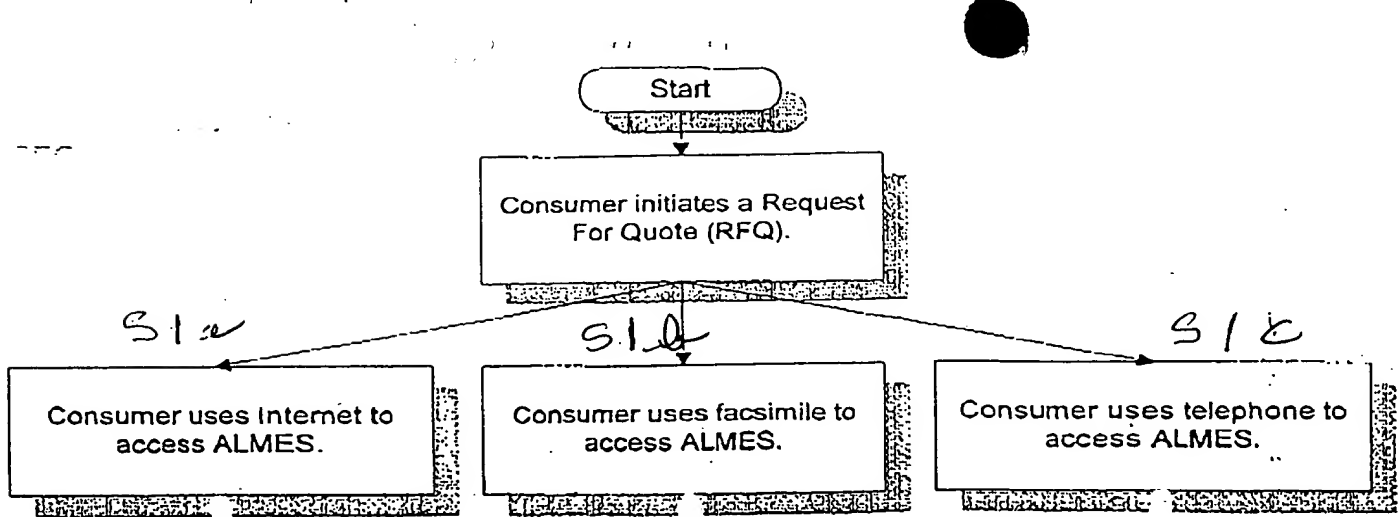 Start
Consumer initiates a Request
For Quote (RFQ).
S1a
S1b
S1c
Consumer uses Internet to
access ALMES.
Consumer uses facsimile to
access ALMES.
Consumer uses telephone to
access ALMES.